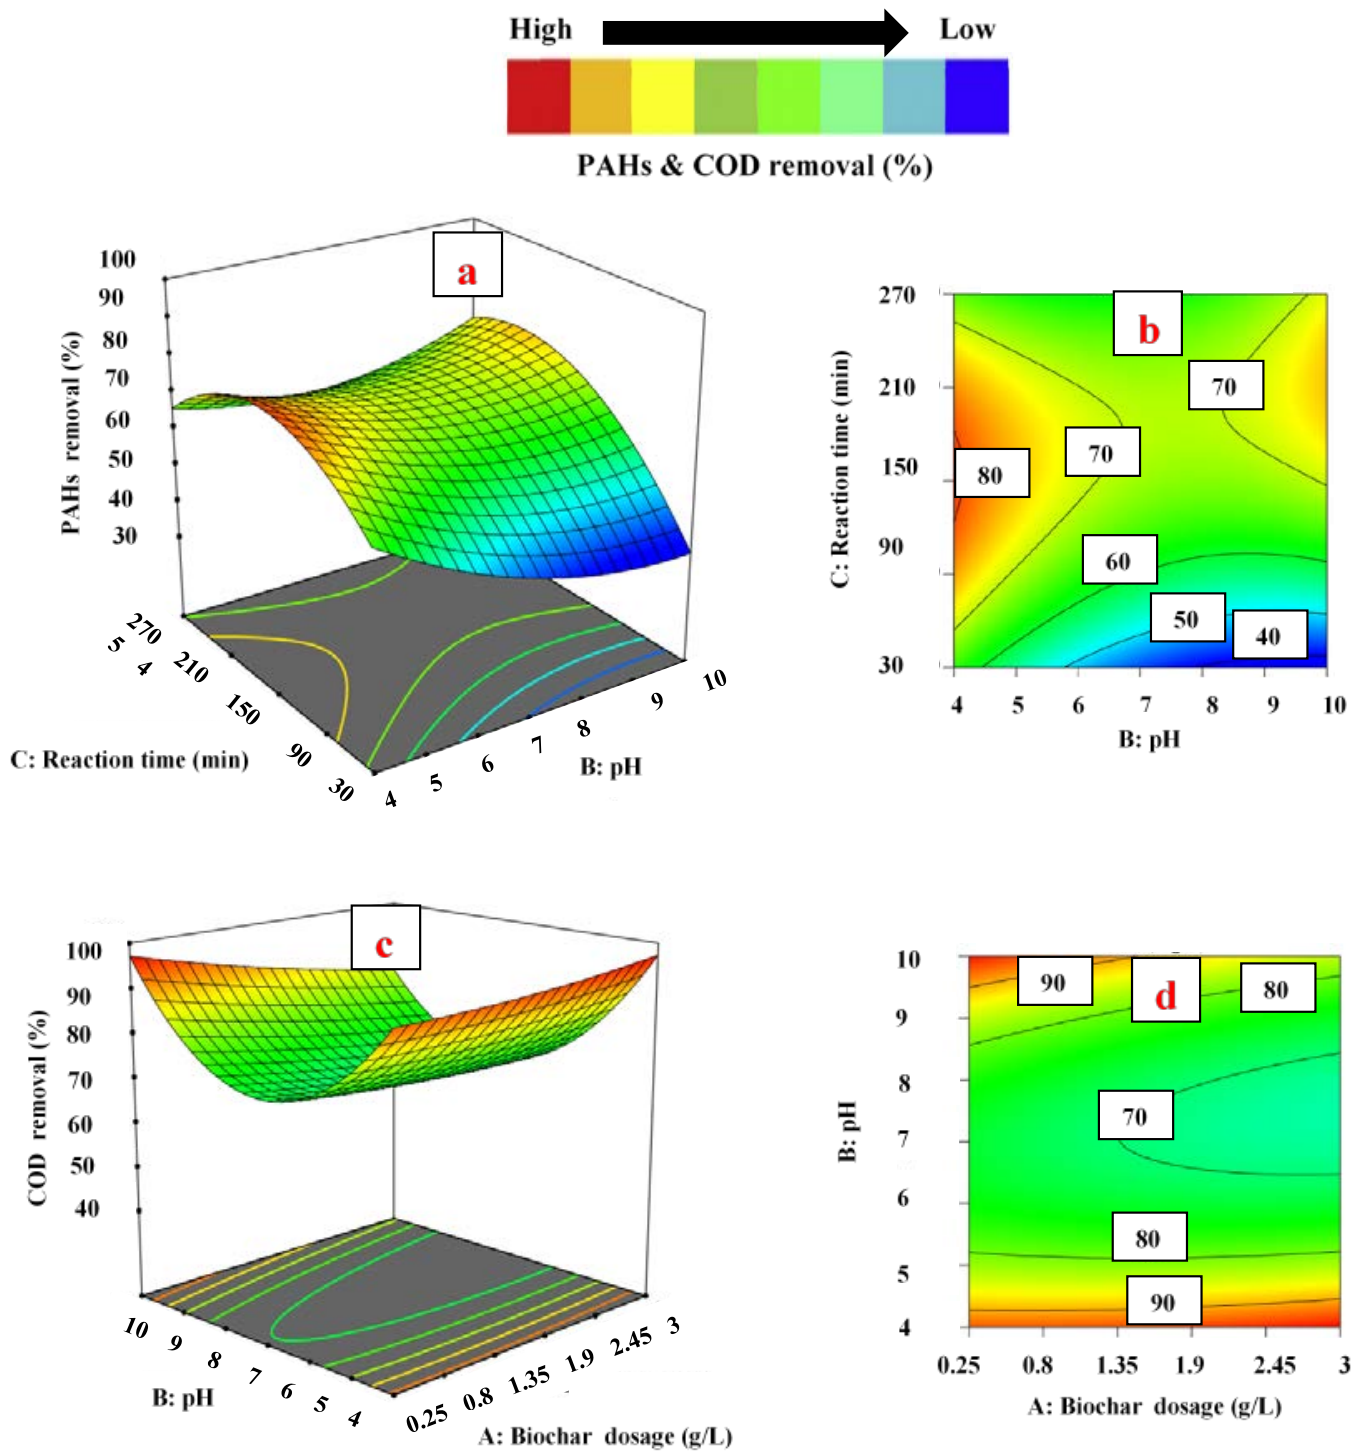 High Low
PAHs & COD removal (%)
a
100
90
80
70
60
50
40
30
PAHs removal (%)
270
210
150
90
30
5 4
4 5 6 7 8 9 10
C: Reaction time (min)
B: pH
b
270
210
150
90
30
C: Reaction time (min)
70
70
80
60
50
40
4 5 6 7 8 9 10
B: pH
c
100
90
80
70
60
50
40
COD removal (%)
10 9 8 7 6 5 4
0.25 0.8 1.35 1.9 2.45 3
B: pH
A: Biochar dosage (g/L)
d
10
9
8
7
6
5
4
B: pH
90
80
70
80
90
0.25 0.8 1.35 1.9 2.45 3
A: Biochar dosage (g/L)